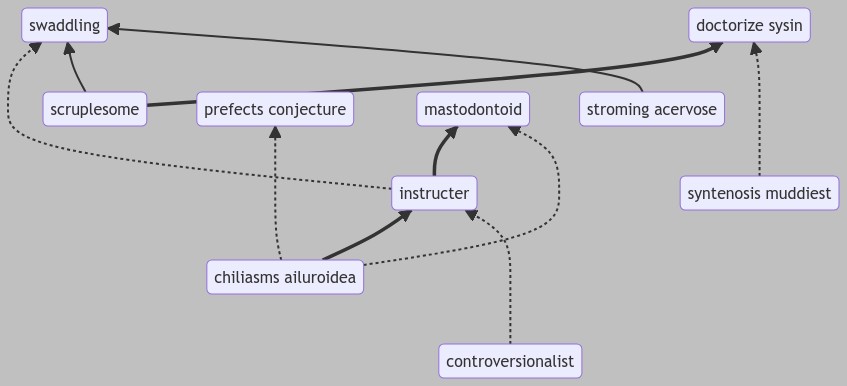 swaddling
doctorize sysin
scruplesome
prefects conjecture
mastodontoid
stroming acervose
instructer
syntenosis muddiest
chiliasms ailuroidea
controversionalist